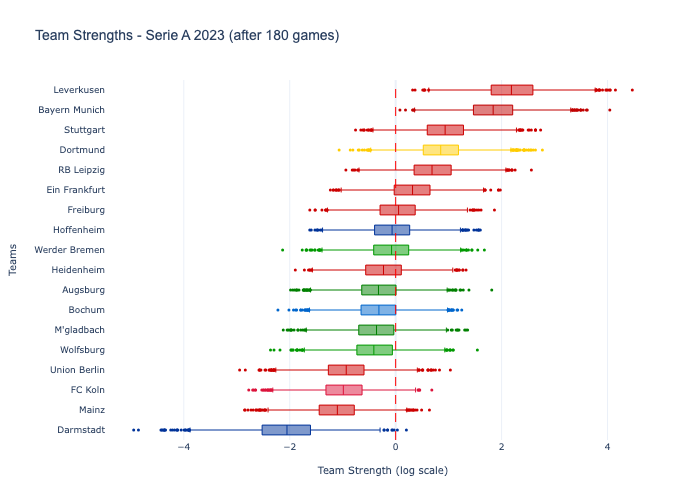 Team Strengths - Serie A 2023 (after 180 games)
Leverkusen
Bayern Munich
Stuttgart
Dortmund
RB Leipzig
Ein Frankfurt
Freiburg
Hoffenheim
Werder Bremen
Heidenheim
Augsburg
Bochum
M'gladbach
Wolfsburg
Union Berlin
FC Koln
Mainz
Darmstadt
Teams
−4 −2 0 2 4
Team Strength (log scale)